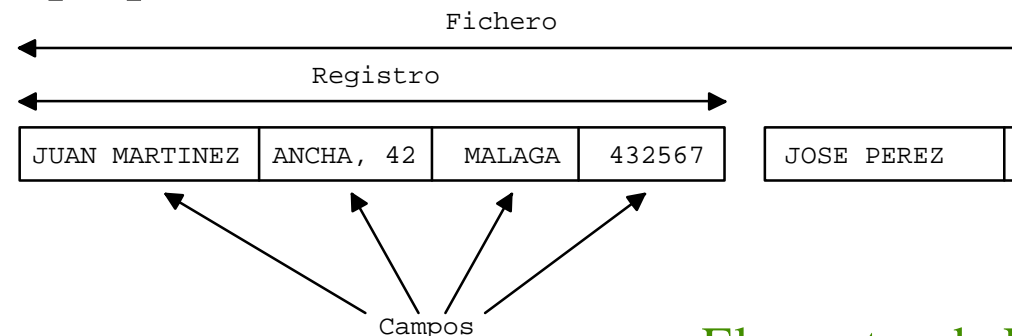 Fichero
Registro
JUAN MARTINEZ ANCHA, 42 MALAGA 432567 JOSE PEREZ
Campos